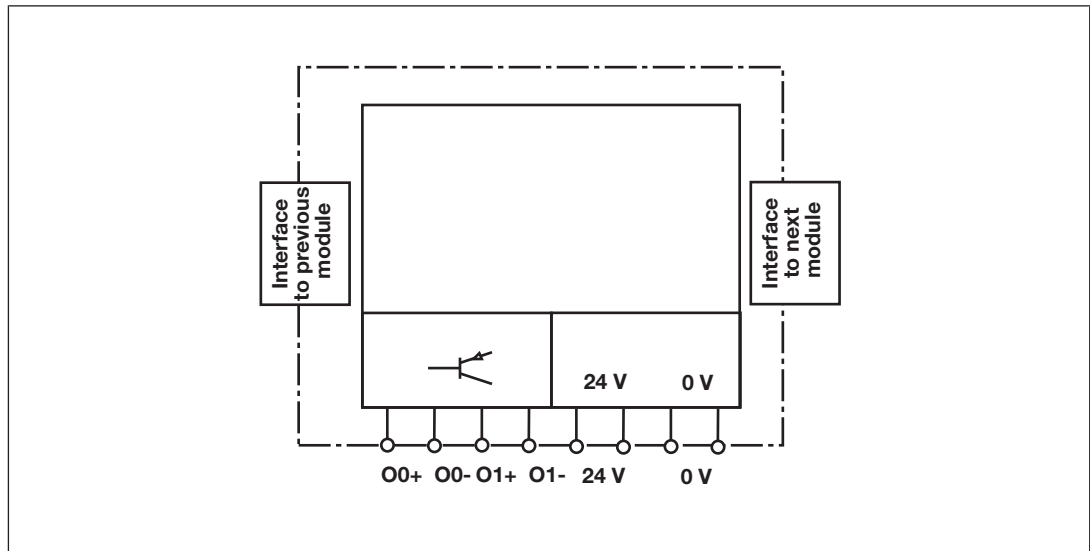 Interface
to previous
module
Interface
to next
module
24 V 0 V
O0+ O0- O1+ O1- 24 V 0 V